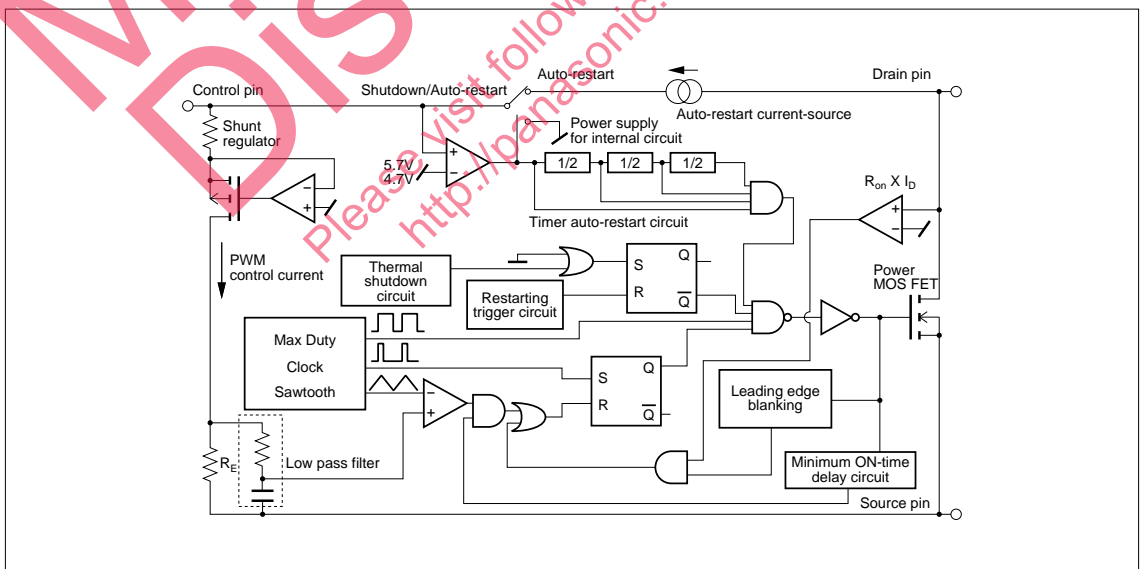 Dis
Please visit follow
http://panasonic.
Control pin
Shutdown/Auto-restart
Auto-restart
Drain pin
Auto-restart current-source
Shunt
regulator
Power supply
for internal circuit
5.7V
4.7V
+
−
1/2
1/2
1/2
Ron X ID
−
+
+
−
Timer auto-restart circuit
PWM
control current
Thermal
shutdown
circuit
S
Q
R
Q
Restarting
trigger circuit
Power
MOS FET
Max Duty
Clock
Sawtooth
−
+
S
Q
R
Q
Leading edge
blanking
RE
Low pass filter
Minimum ON-time
delay circuit
Source pin